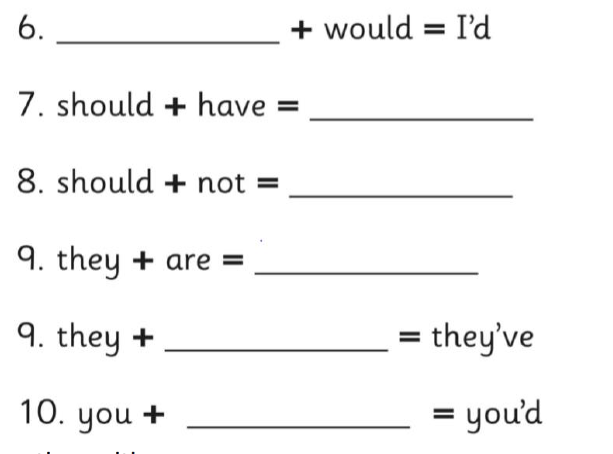 6. ______________ + would = I’d
7. should + have = ______________
8. should + not = ______________
9. they + are = ______________
9. they + ______________ = they’ve
10. you + ______________ = you’d